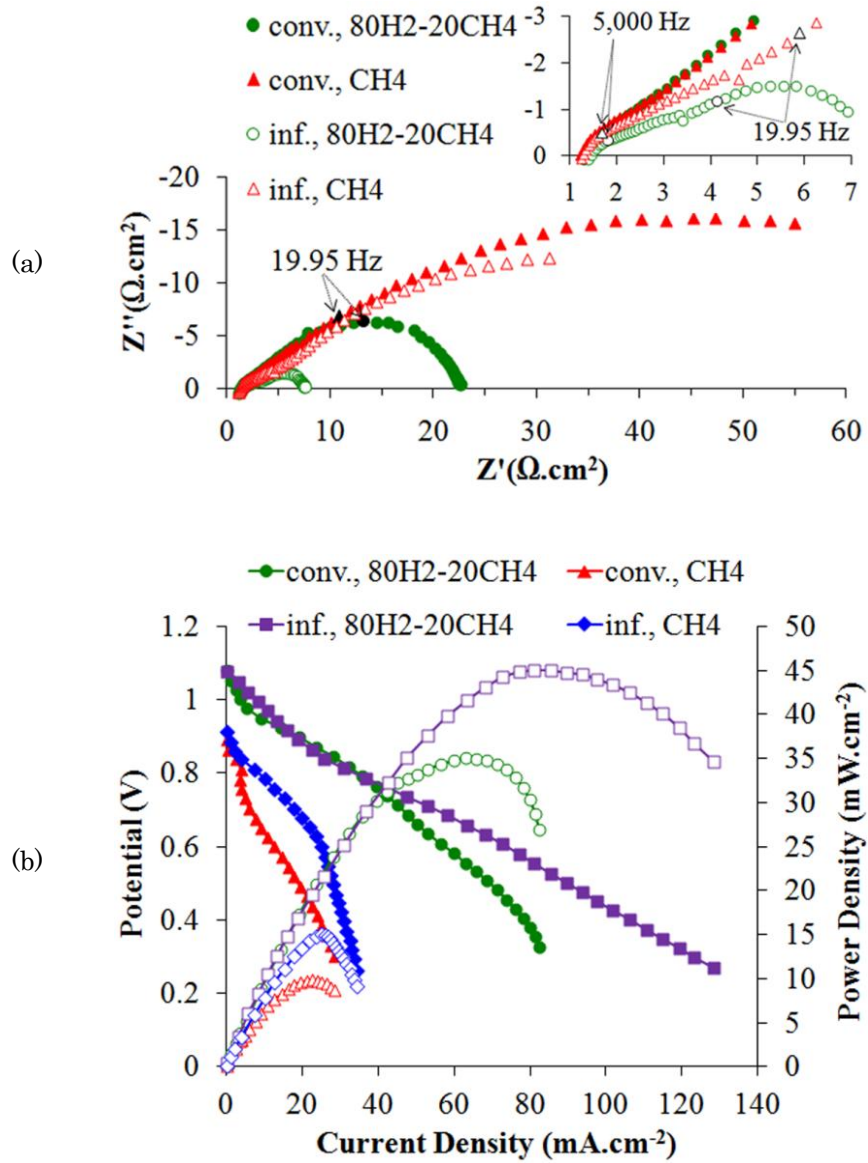 (a)
conv., 80H2-20CH4
conv., CH4
inf., 80H2-20CH4
inf., CH4
-3
-2
-1
0
5,000 Hz
19.95 Hz
1 2 3 4 5 6 7
-20
-15
-10
-5
0
Z''(Ω.cm²)
19.95 Hz
0 10 20 30 40 50 60
Z'(Ω.cm²)
(b)
conv., 80H2-20CH4 conv., CH4
inf., 80H2-20CH4 inf., CH4
1.2
1
0.8
0.6
0.4
0.2
0
Potential (V)
50
45
40
35
30
25
20
15
10
5
0
Power Density (mW.cm⁻²)
0 20 40 60 80 100 120 140
Current Density (mA.cm⁻²)